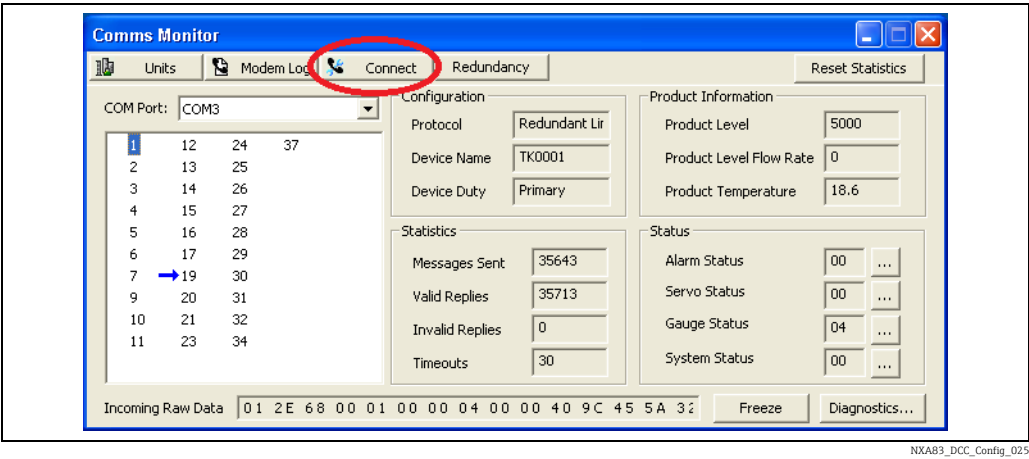 Comms Monitor
Units Modem Log Connect Redundancy Reset Statistics
COM Port: COM3
1 12 24 37
2 13 25
3 14 26
4 15 27
5 16 28
6 17 29
7 19 30
9 20 31
10 21 32
11 23 34
Configuration
Protocol Redundant Lir
Device Name TK0001
Device Duty Primary
Product Information
Product Level 5000
Product Level Flow Rate 0
Product Temperature 18.6
Statistics
Messages Sent 35643
Valid Replies 35713
Invalid Replies 0
Timeouts 30
Status
Alarm Status 00 ...
Servo Status 00 ...
Gauge Status 04 ...
System Status 00 ...
Incoming Raw Data 01 2E 68 00 01 00 00 04 00 00 40 9C 45 5A 32 Freeze Diagnostics...
NXA83_DCC_Config_025